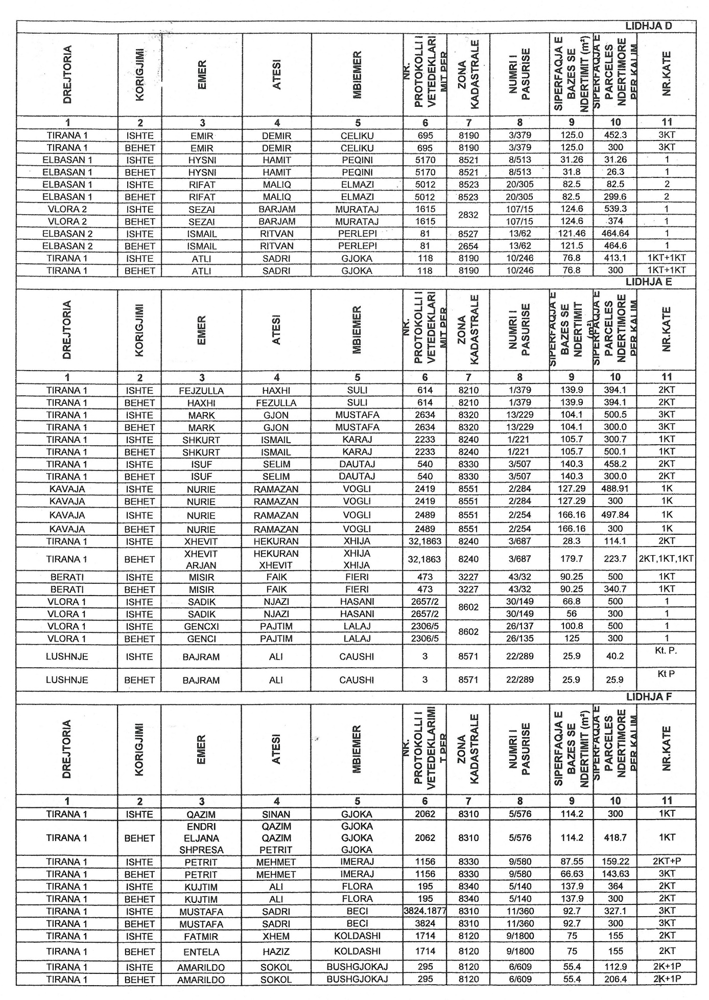 LIDHJA D
DREJTORIA KORIGJIMI EMER ATESI MBIEMER NR. PROTOKOLLI I VETEDEKLARI MIT PER ZONA KADASTRALE NUMRI I PASURISE SIPERFAQJA E BAZES SE NDERTIMIT (m²) SIPERFAQJA E PARCELES NDERTIMORE PER KALIM NR.KATE
1 2 3 4 5 6 7 8 9 10 11
TIRANA 1 ISHTE EMIR DEMIR CELIKU 695 8190 3/379 125.0 452.3 3KT
TIRANA 1 BEHET EMIR DEMIR CELIKU 695 8190 3/379 125.0 300 3KT
ELBASAN 1 ISHTE HYSNI HAMIT PEQINI 5170 8521 8/513 31.26 31.26 1
ELBASAN 1 BEHET HYSNI HAMIT PEQINI 5170 8521 8/513 31.8 26.3 1
ELBASAN 1 ISHTE RIFAT MALIQ ELMAZI 5012 8523 20/305 82.5 82.5 2
ELBASAN 1 BEHET RIFAT MALIQ ELMAZI 5012 8523 20/305 82.5 299.6 2
VLORA 2 ISHTE SEZAI BARJAM MURATAJ 1615 2832 107/15 124.6 539.3 1
VLORA 2 BEHET SEZAI BARJAM MURATAJ 1615 107/15 124.6 374 1
ELBASAN 2 ISHTE ISMAIL RITVAN PERLEPI 81 8527 13/62 121.46 464.64 1
ELBASAN 2 BEHET ISMAIL RITVAN PERLEPI 81 2654 13/62 121.5 464.6 1
TIRANA 1 ISHTE ATLI SADRI GJOKA 118 8190 10/246 76.8 413.1 1KT+1KT
TIRANA 1 BEHET ATLI SADRI GJOKA 118 8190 10/246 76.8 300 1KT+1KT
LIDHJA E
DREJTORIA KORIGJIMI EMER ATESI MBIEMER NR. PROTOKOLLI I VETEDEKLARI MIT PER ZONA KADASTRALE NUMRI I PASURISE SIPERFAQJA E BAZES SE NDERTIMIT (m²) SIPERFAQJA E PARCELES NDERTIMORE PER KALIM NR.KATE
1 2 3 4 5 6 7 8 9 10 11
TIRANA 1 ISHTE FEJZULLA HAXHI SULI 614 8210 1/379 139.9 394.1 2KT
TIRANA 1 BEHET HAXHI FEZULLA SULI 614 8210 1/379 139.9 394.1 2KT
TIRANA 1 ISHTE MARK GJON MUSTAFA 2634 8320 13/229 104.1 500.5 3KT
TIRANA 1 BEHET MARK GJON MUSTAFA 2634 8320 13/229 104.1 300.0 3KT
TIRANA 1 ISHTE SHKURT ISMAIL KARAJ 2233 8240 1/221 105.7 300.7 1KT
TIRANA 1 BEHET SHKURT ISMAIL KARAJ 2233 8240 1/221 105.7 500.1 1KT
TIRANA 1 ISHTE ISUF SELIM DAUTAJ 540 8330 3/507 140.3 458.2 2KT
TIRANA 1 BEHET ISUF SELIM DAUTAJ 540 8330 3/507 140.3 300.0 2KT
KAVAJA ISHTE NURIE RAMAZAN VOGLI 2419 8551 2/284 127.29 488.91 1K
KAVAJA BEHET NURIE RAMAZAN VOGLI 2419 8551 2/284 127.29 300 1K
KAVAJA ISHTE NURIE RAMAZAN VOGLI 2489 8551 2/254 166.16 497.84 1K
KAVAJA BEHET NURIE RAMAZAN VOGLI 2489 8551 2/254 166.16 300 1K
TIRANA 1 ISHTE XHEVIT HEKURAN XHIJA 32,1863 8240 3/687 28.3 114.1 2KT
XHEVIT HEKURAN XHIJA
TIRANA 1 BEHET 32,1863 8240 3/687 179.7 223.7 2KT,1KT,1KT
ARJAN XHEVIT XHIJA
BERATI ISHTE MISIR FAIK FIERI 473 3227 43/32 90.25 500 1KT
BERATI BEHET MISIR FAIK FIERI 473 3227 43/32 90.25 340.7 1KT
VLORA 1 ISHTE SADIK NJAZI HASANI 2657/2 8602 30/149 66.8 500 1
VLORA 1 ISHTE SADIK NJAZI HASANI 2657/2 30/149 56 300 1
VLORA 1 ISHTE GENCXI PAJTIM LALAJ 2306/5 8602 26/137 100.8 500 1
VLORA 1 BEHET GENCI PAJTIM LALAJ 2306/5 26/135 125 300 1
LUSHNJE ISHTE BAJRAM ALI CAUSHI 3 8571 22/289 25.9 40.2 Kt. P.
LUSHNJE BEHET BAJRAM ALI CAUSHI 3 8571 22/289 25.9 25.9 Kt P
LIDHJA F
DREJTORIA KORIGJIMI EMER ATESI MBIEMER NR. PROTOKOLLI I VETEDEKLARIMI T PER ZONA KADASTRALE NUMRI I PASURISE SIPERFAQJA E BAZES SE NDERTIMIT (m²) SIPERFAQJA E PARCELES NDERTIMORE PER KALIM NR.KATE
1 2 3 4 5 6 7 8 9 10 11
TIRANA 1 ISHTE QAZIM SINAN GJOKA 2062 8310 5/576 114.2 300 1KT
ENDRI QAZIM GJOKA
TIRANA 1 BEHET ELJANA QAZIM GJOKA 2062 8310 5/576 114.2 418.7 1KT
SHPRESA PETRIT GJOKA
TIRANA 1 ISHTE PETRIT MEHMET IMERAJ 1156 8330 9/580 87.55 159.22 2KT+P
TIRANA 1 BEHET PETRIT MEHMET IMERAJ 1156 8330 9/580 66.63 143.63 3KT
TIRANA 1 ISHTE KUJTIM ALI FLORA 195 8340 5/140 137.9 364 2KT
TIRANA 1 BEHET KUJTIM ALI FLORA 195 8340 5/140 137.9 300 2KT
TIRANA 1 ISHTE MUSTAFA SADRI BECI 3824.1877 8310 11/360 92.7 327.1 3KT
TIRANA 1 BEHET MUSTAFA SADRI BECI 3824 8310 11/360 92.7 300 3KT
TIRANA 1 ISHTE FATMIR XHEM KOLDASHI 1714 8120 9/1800 75 155 2KT
TIRANA 1 BEHET ENTELA HAZIZ KOLDASHI 1714 8120 9/1800 75 155 2KT
TIRANA 1 ISHTE AMARILDO SOKOL BUSHGJOKAJ 295 8120 6/609 55.4 112.9 2K+1P
TIRANA 1 BEHET AMARILDO SOKOL BUSHGJOKAJ 295 8120 6/609 55.4 206.4 2K+1P